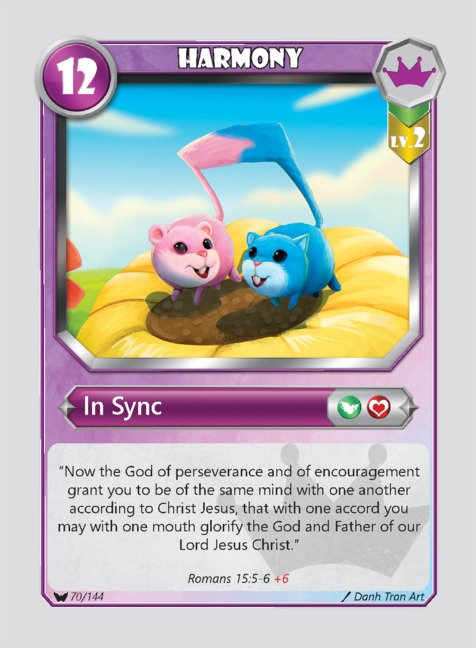 HARMONY
12
LV.2
In Sync
"Now the God of perseverance and of encouragement
grant you to be of the same mind with one another
according to Christ Jesus, that with one accord you
may with one mouth glorify the God and Father of our
Lord Jesus Christ."
Romans 15:5-6 +6
70/144
Danh Tran Art